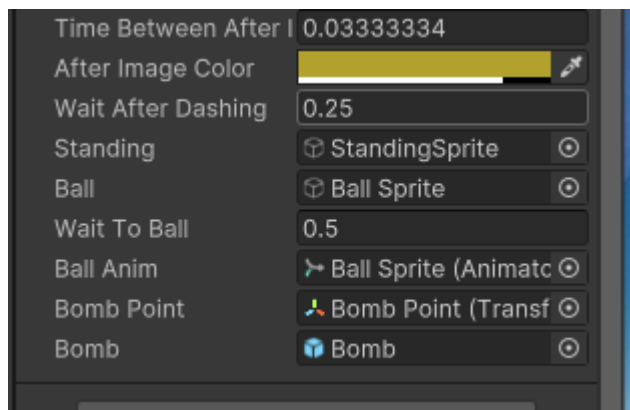 Time Between After I 0.03333334
After Image Color
Wait After Dashing 0.25
Standing StandingSprite
Ball Ball Sprite
Wait To Ball 0.5
Ball Anim Ball Sprite (Animatc
Bomb Point Bomb Point (Transf
Bomb Bomb